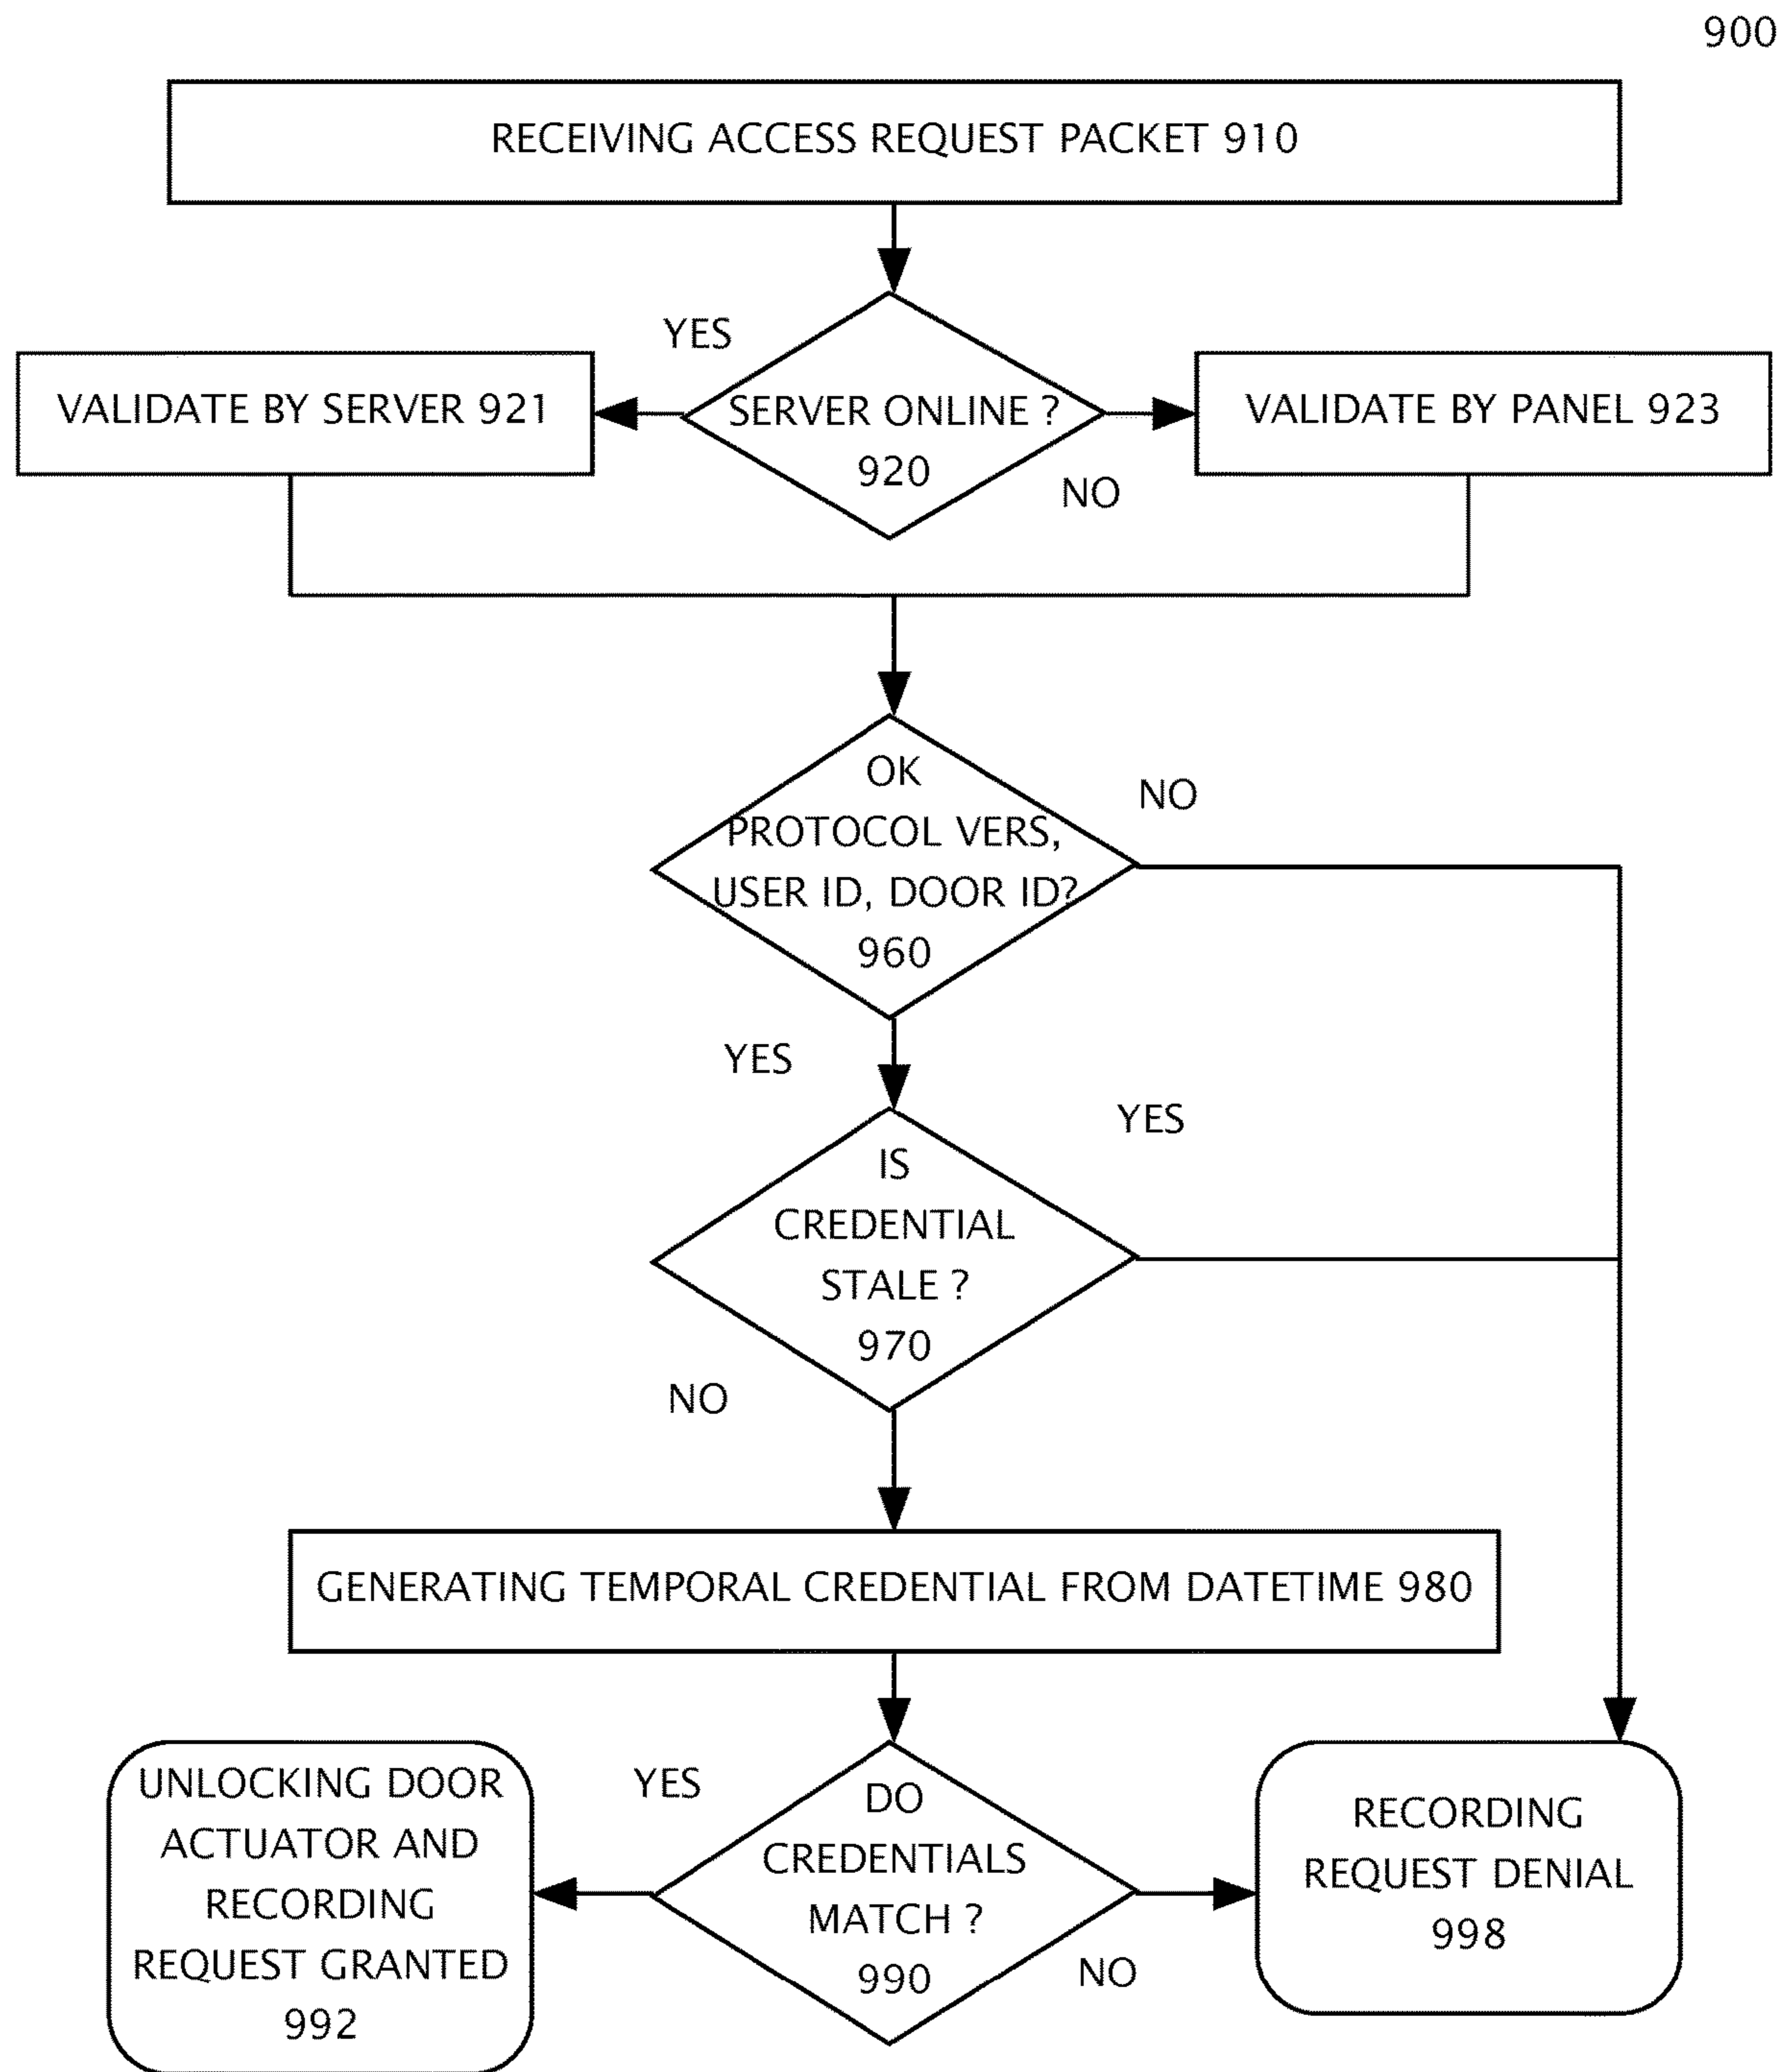 900
RECEIVING ACCESS REQUEST PACKET 910
YES
VALIDATE BY SERVER 921
SERVER ONLINE ?
920
NO
VALIDATE BY PANEL 923
OK
PROTOCOL VERS,
USER ID, DOOR ID?
960
NO
YES
IS
CREDENTIAL
STALE ?
970
YES
NO
GENERATING TEMPORAL CREDENTIAL FROM DATETIME 980
DO
CREDENTIALS
MATCH ?
990
YES
UNLOCKING DOOR
ACTUATOR AND
RECORDING
REQUEST GRANTED
992
NO
RECORDING
REQUEST DENIAL
998